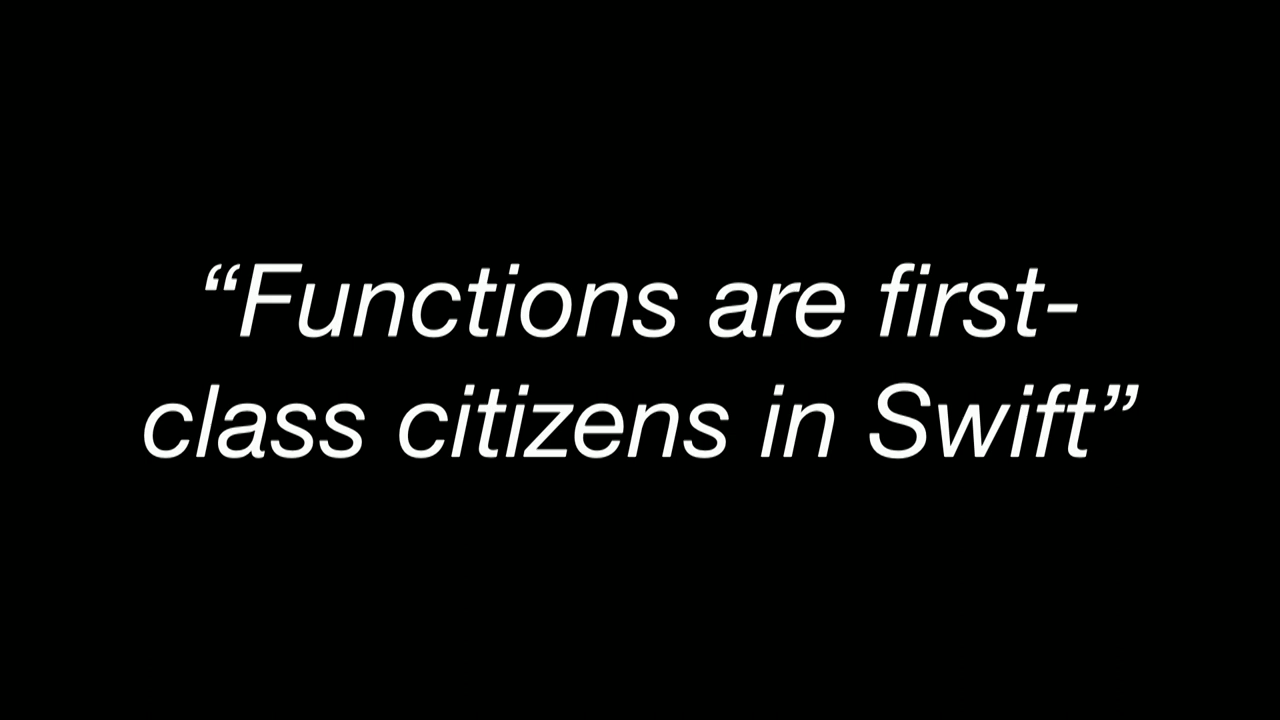 “Functions are first-
class citizens in Swift”